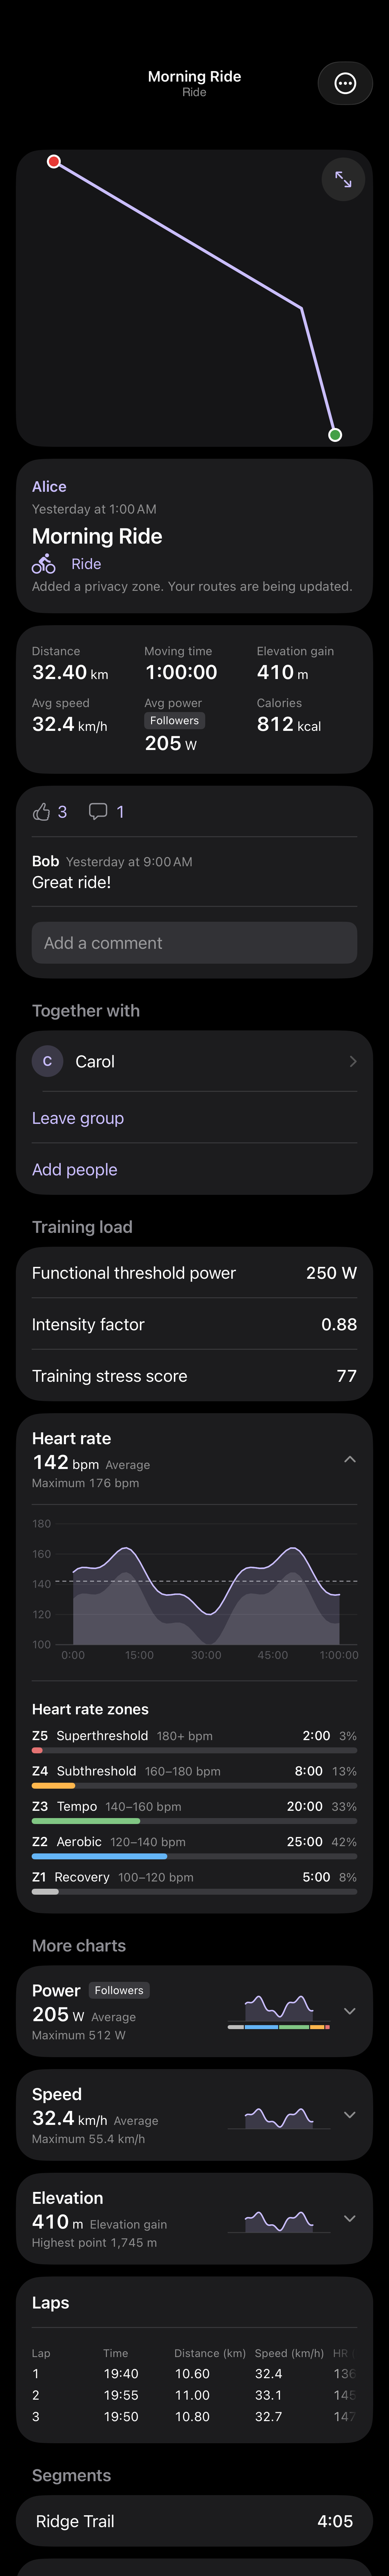 Morning Ride
Ride
Alice
Yesterday at 1:00 AM
Morning Ride
Ride
Added a privacy zone. Your routes are being updated.
Distance Moving time Elevation gain
32.40 km 1:00:00 410 m
Avg speed Avg power Calories
Followers
32.4 km/h 205 W 812 kcal
3 1
Bob Yesterday at 9:00 AM
Great ride!
Add a comment
Together with
C Carol
Leave group
Add people
Training load
Functional threshold power 250 W
Intensity factor 0.88
Training stress score 77
Heart rate
142 bpm Average
Maximum 176 bpm
180
160
140
120
100
0:00 15:00 30:00 45:00 1:00:00
Heart rate zones
Z5 Superthreshold 180+ bpm 2:00 3%
Z4 Subthreshold 160–180 bpm 8:00 13%
Z3 Tempo 140–160 bpm 20:00 33%
Z2 Aerobic 120–140 bpm 25:00 42%
Z1 Recovery 100–120 bpm 5:00 8%
More charts
Power Followers
205 W Average
Maximum 512 W
Speed
32.4 km/h Average
Maximum 55.4 km/h
Elevation
410 m Elevation gain
Highest point 1,745 m
Laps
Lap Time Distance (km) Speed (km/h) HR
1 19:40 10.60 32.4 136
2 19:55 11.00 33.1 145
3 19:50 10.80 32.7 147
Segments
Ridge Trail 4:05